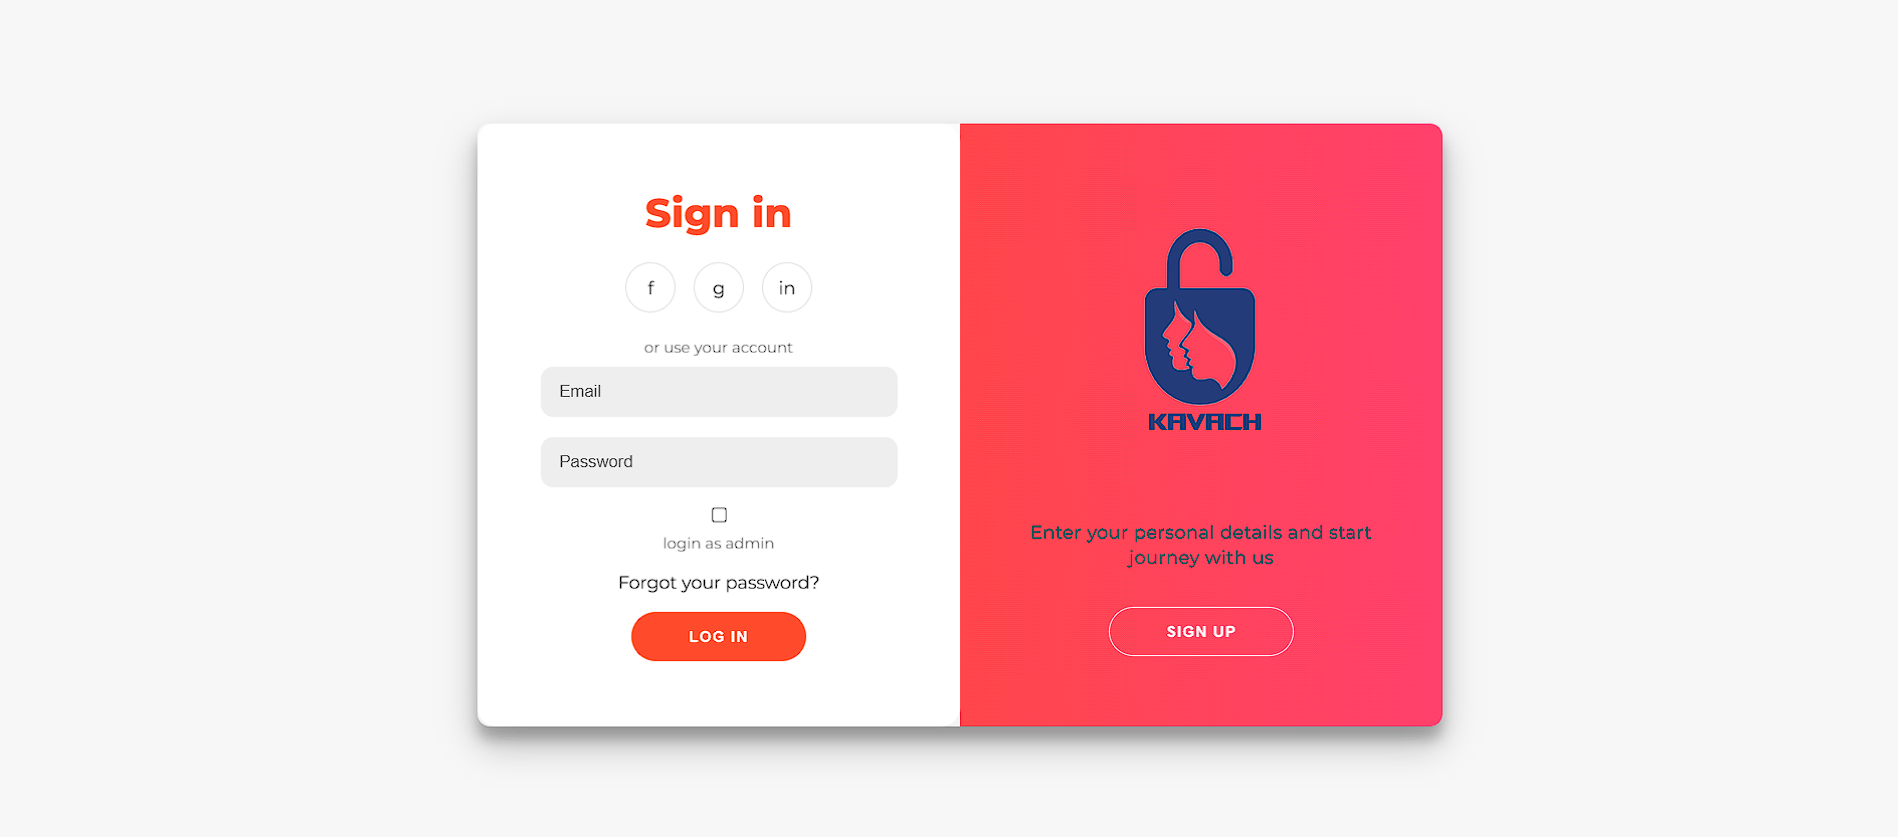 Sign in
f g in
or use your account
Email
Password
login as admin
Forgot your password?
LOG IN
KAVACH
Enter your personal details and start
journey with us
SIGN UP